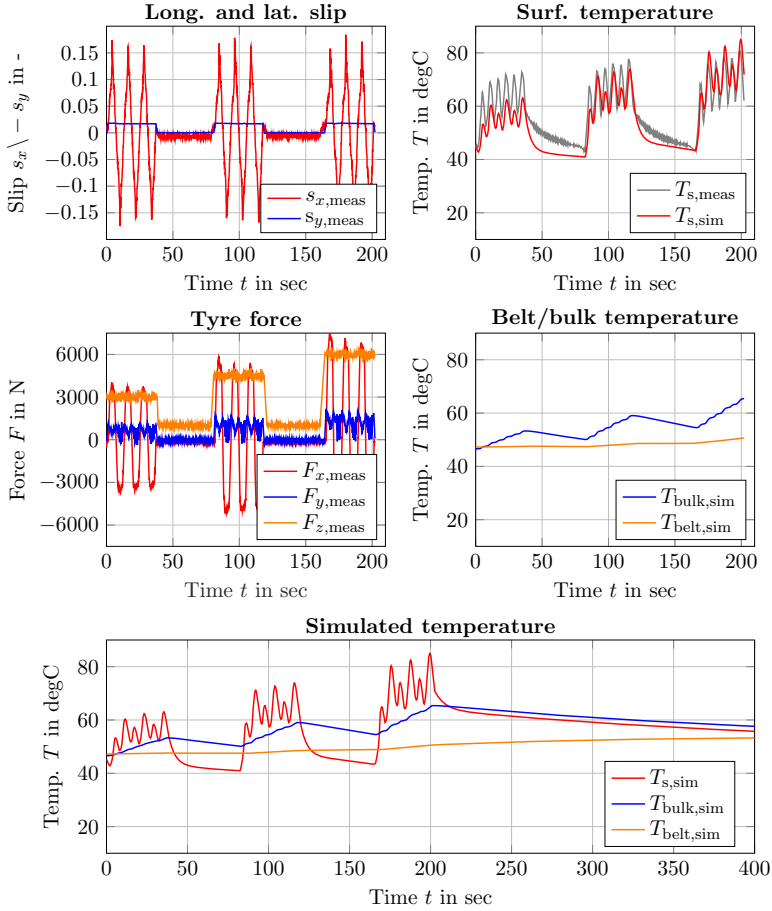 Long. and lat. slip
Slip s_x\ − s_y in -
0.15
0.1
0.05
0
−0.05
−0.1
−0.15
s_x,meas
s_y,meas
0 50 100 150 200
Time t in sec
Surf. temperature
Temp. T in degC
80
60
40
20
T_s,meas
T_s,sim
0 50 100 150 200
Time t in sec
Tyre force
Force F in N
6000
3000
0
−3000
−6000
F_x,meas
F_y,meas
F_z,meas
0 50 100 150 200
Time t in sec
Belt/bulk temperature
Temp. T in degC
80
60
40
20
T_bulk,sim
T_belt,sim
0 50 100 150 200
Time t in sec
Simulated temperature
Temp. T in degC
80
60
40
20
T_s,sim
T_bulk,sim
T_belt,sim
0 50 100 150 200 250 300 350 400
Time t in sec